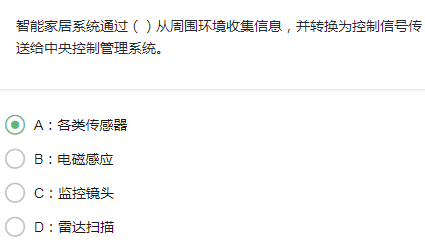 智能家居系统通过（ ）从周围环境收集信息，并转换为控制信号传
送给中央控制管理系统。
A：各类传感器
B：电磁感应
C：监控镜头
D：雷达扫描